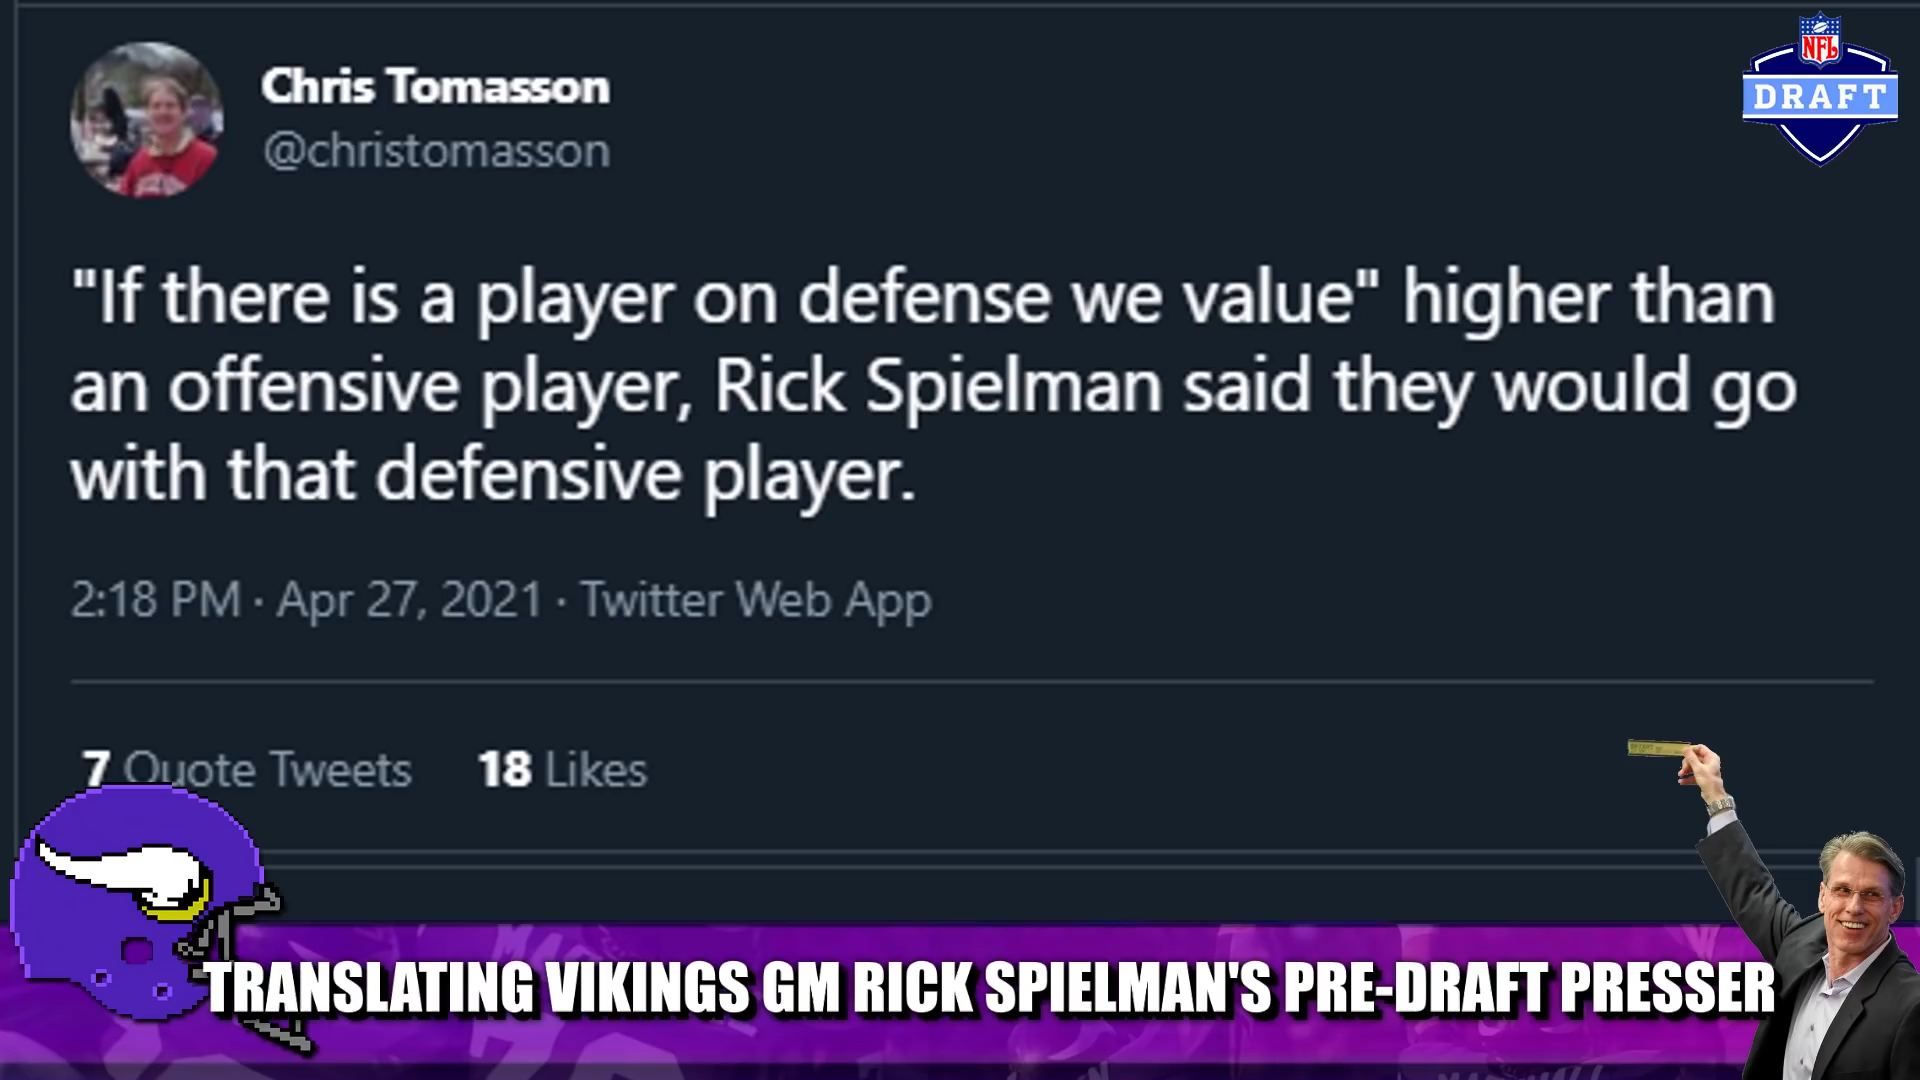 Chris Tomasson
@christomasson
NFL
DRAFT
"If there is a player on defense we value" higher than
an offensive player, Rick Spielman said they would go
with that defensive player.
2:18 PM · Apr 27, 2021 · Twitter Web App
7 Quote Tweets 18 Likes
TRANSLATING VIKINGS GM RICK SPIELMAN'S PRE-DRAFT PRESSER